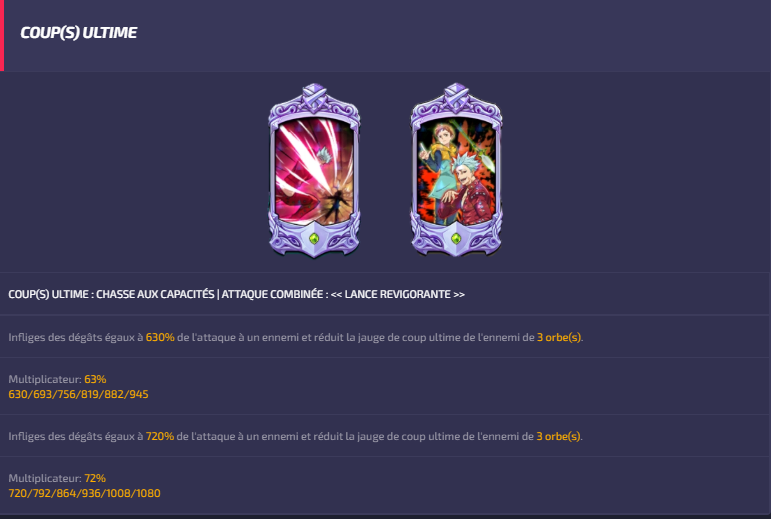 COUP(S) ULTIME
COUP(S) ULTIME : CHASSE AUX CAPACITÉS | ATTAQUE COMBINÉE : << LANCE REVIGORANTE >>
Infliges des dégâts égaux à 630% de l'attaque à un ennemi et réduit la jauge de coup ultime de l'ennemi de 3 orbe(s).
Multiplicateur: 63%
630/693/756/819/882/945
Infliges des dégâts égaux à 720% de l'attaque à un ennemi et réduit la jauge de coup ultime de l'ennemi de 3 orbe(s).
Multiplicateur: 72%
720/792/864/936/1008/1080